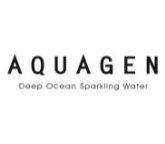 AQUAGEN
Deep Ocean Sparkling Water